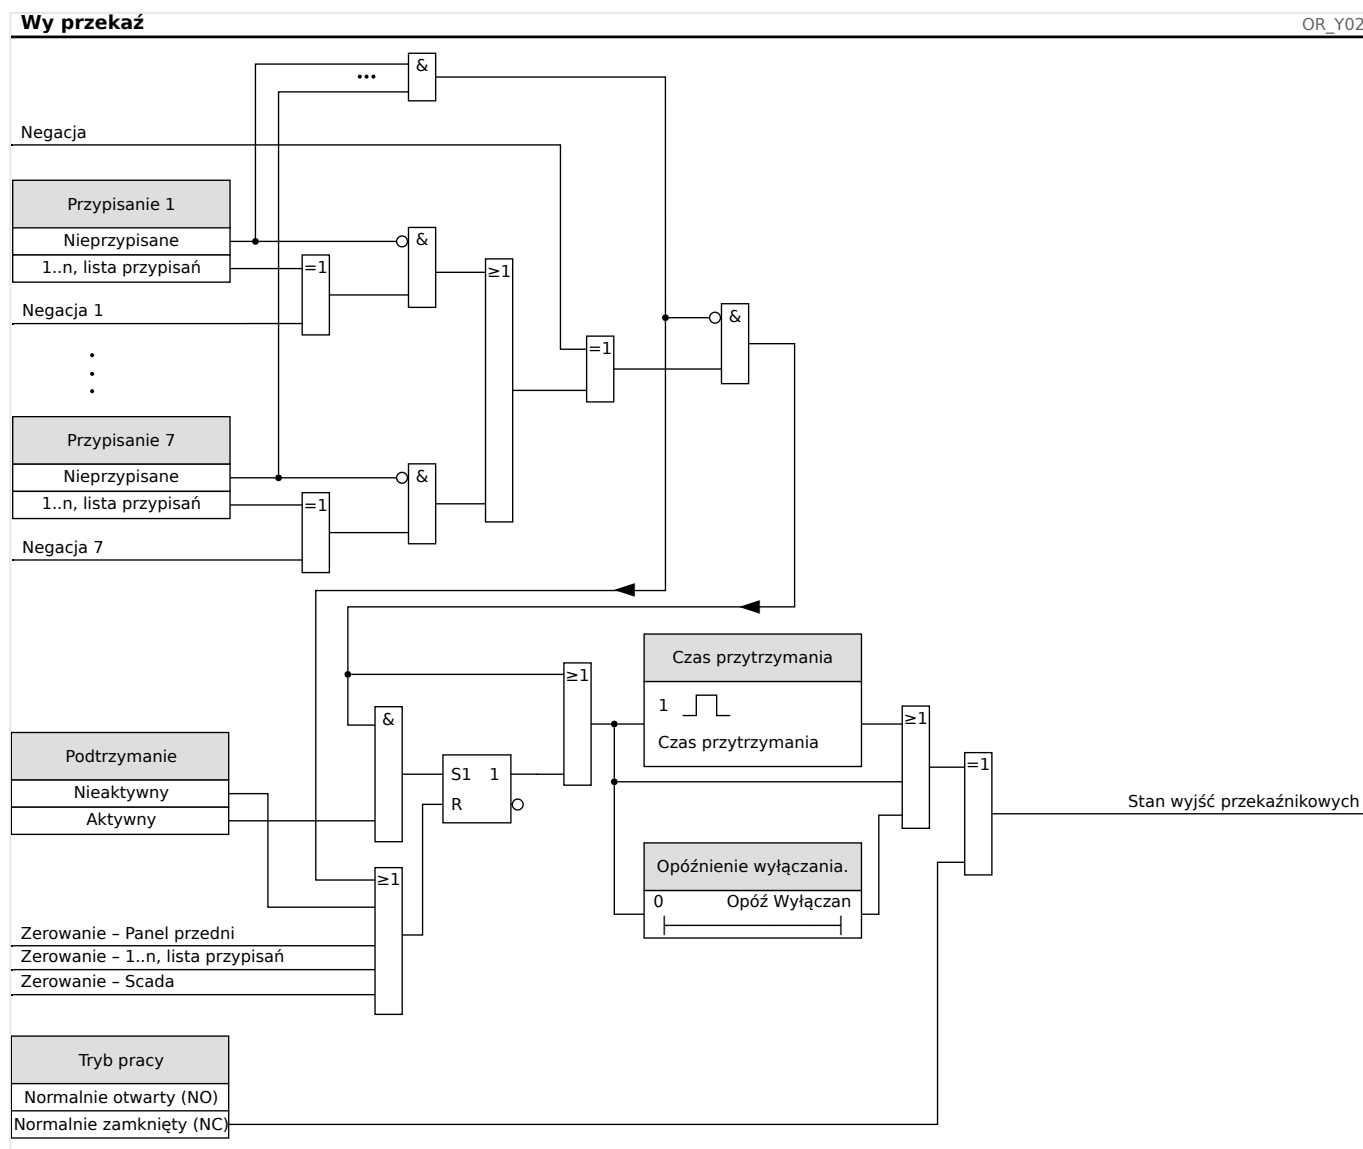 Wy przekaź
OR_Y02
&
...
Negacja
Przypisanie 1
Nieprzypisane
&
1..n, lista przypisań
=1
≥1
Negacja 1
&
=1
Przypisanie 7
Nieprzypisane
&
1..n, lista przypisań
=1
Negacja 7
Czas przytrzymania
≥1
1
Czas przytrzymania
&
≥1
Podtrzymanie
Nieaktywny
Aktywny
S1 1
R
=1
Stan wyjść przekaźnikowych
Opóźnienie wyłączania.
0 Opóź Wyłączan
≥1
Zerowanie – Panel przedni
Zerowanie – 1..n, lista przypisań
Zerowanie – Scada
Tryb pracy
Normalnie otwarty (NO)
Normalnie zamknięty (NC)